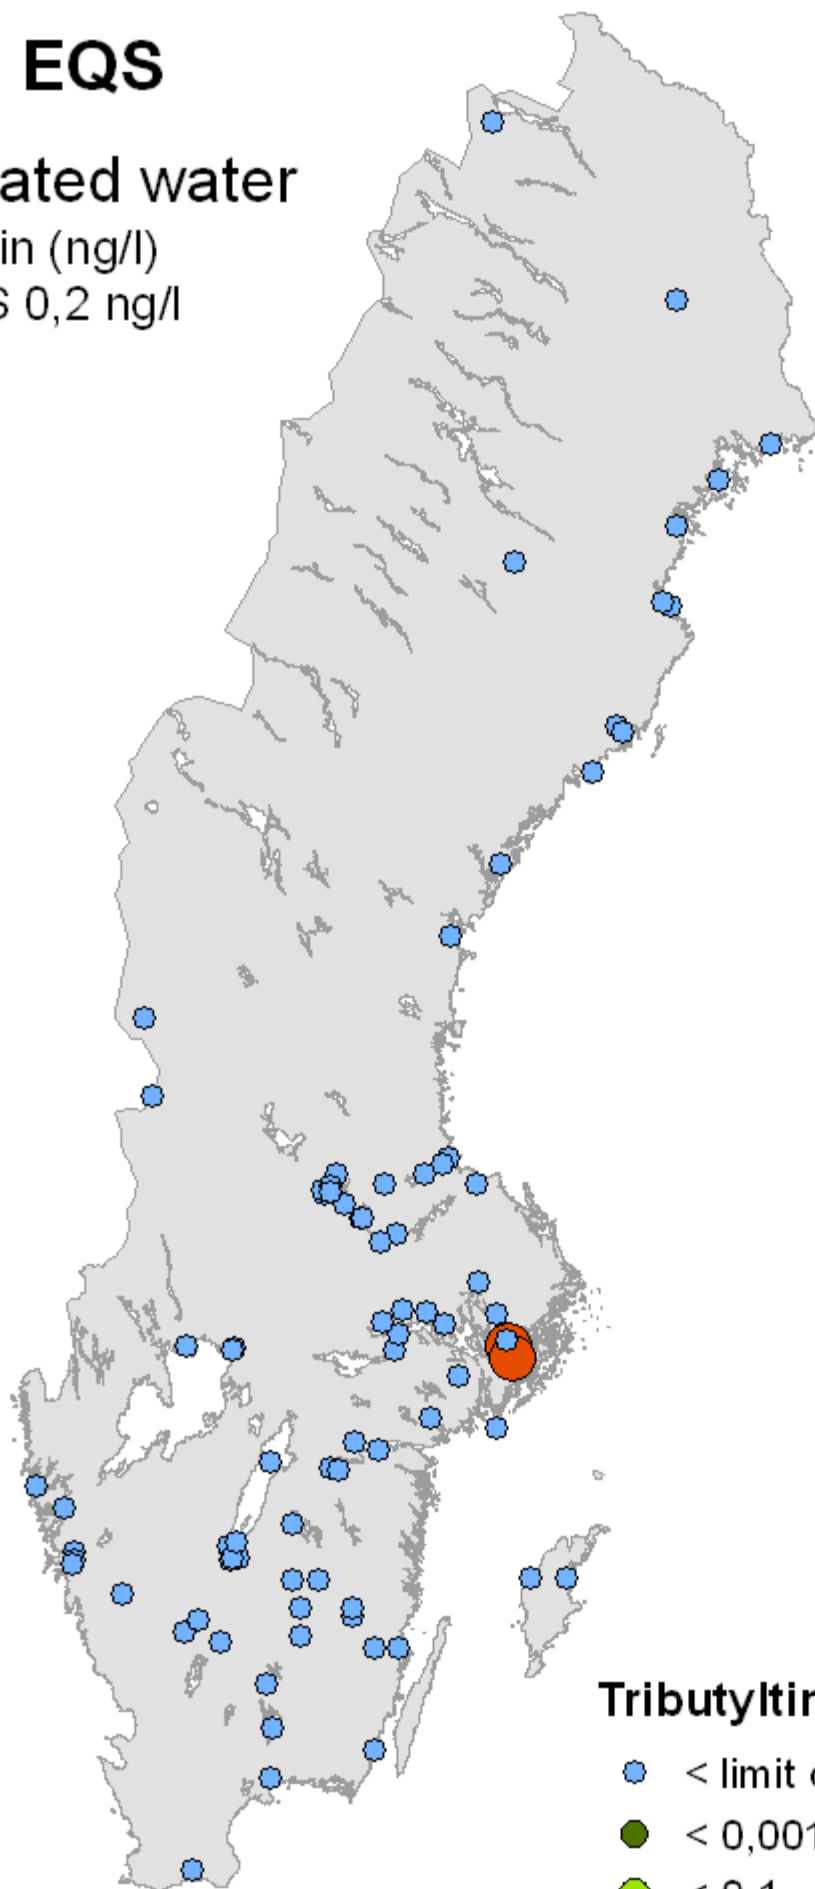 EQS
ated water
in (ng/l)
S 0,2 ng/l
Tributyltin
< limit
< 0,001